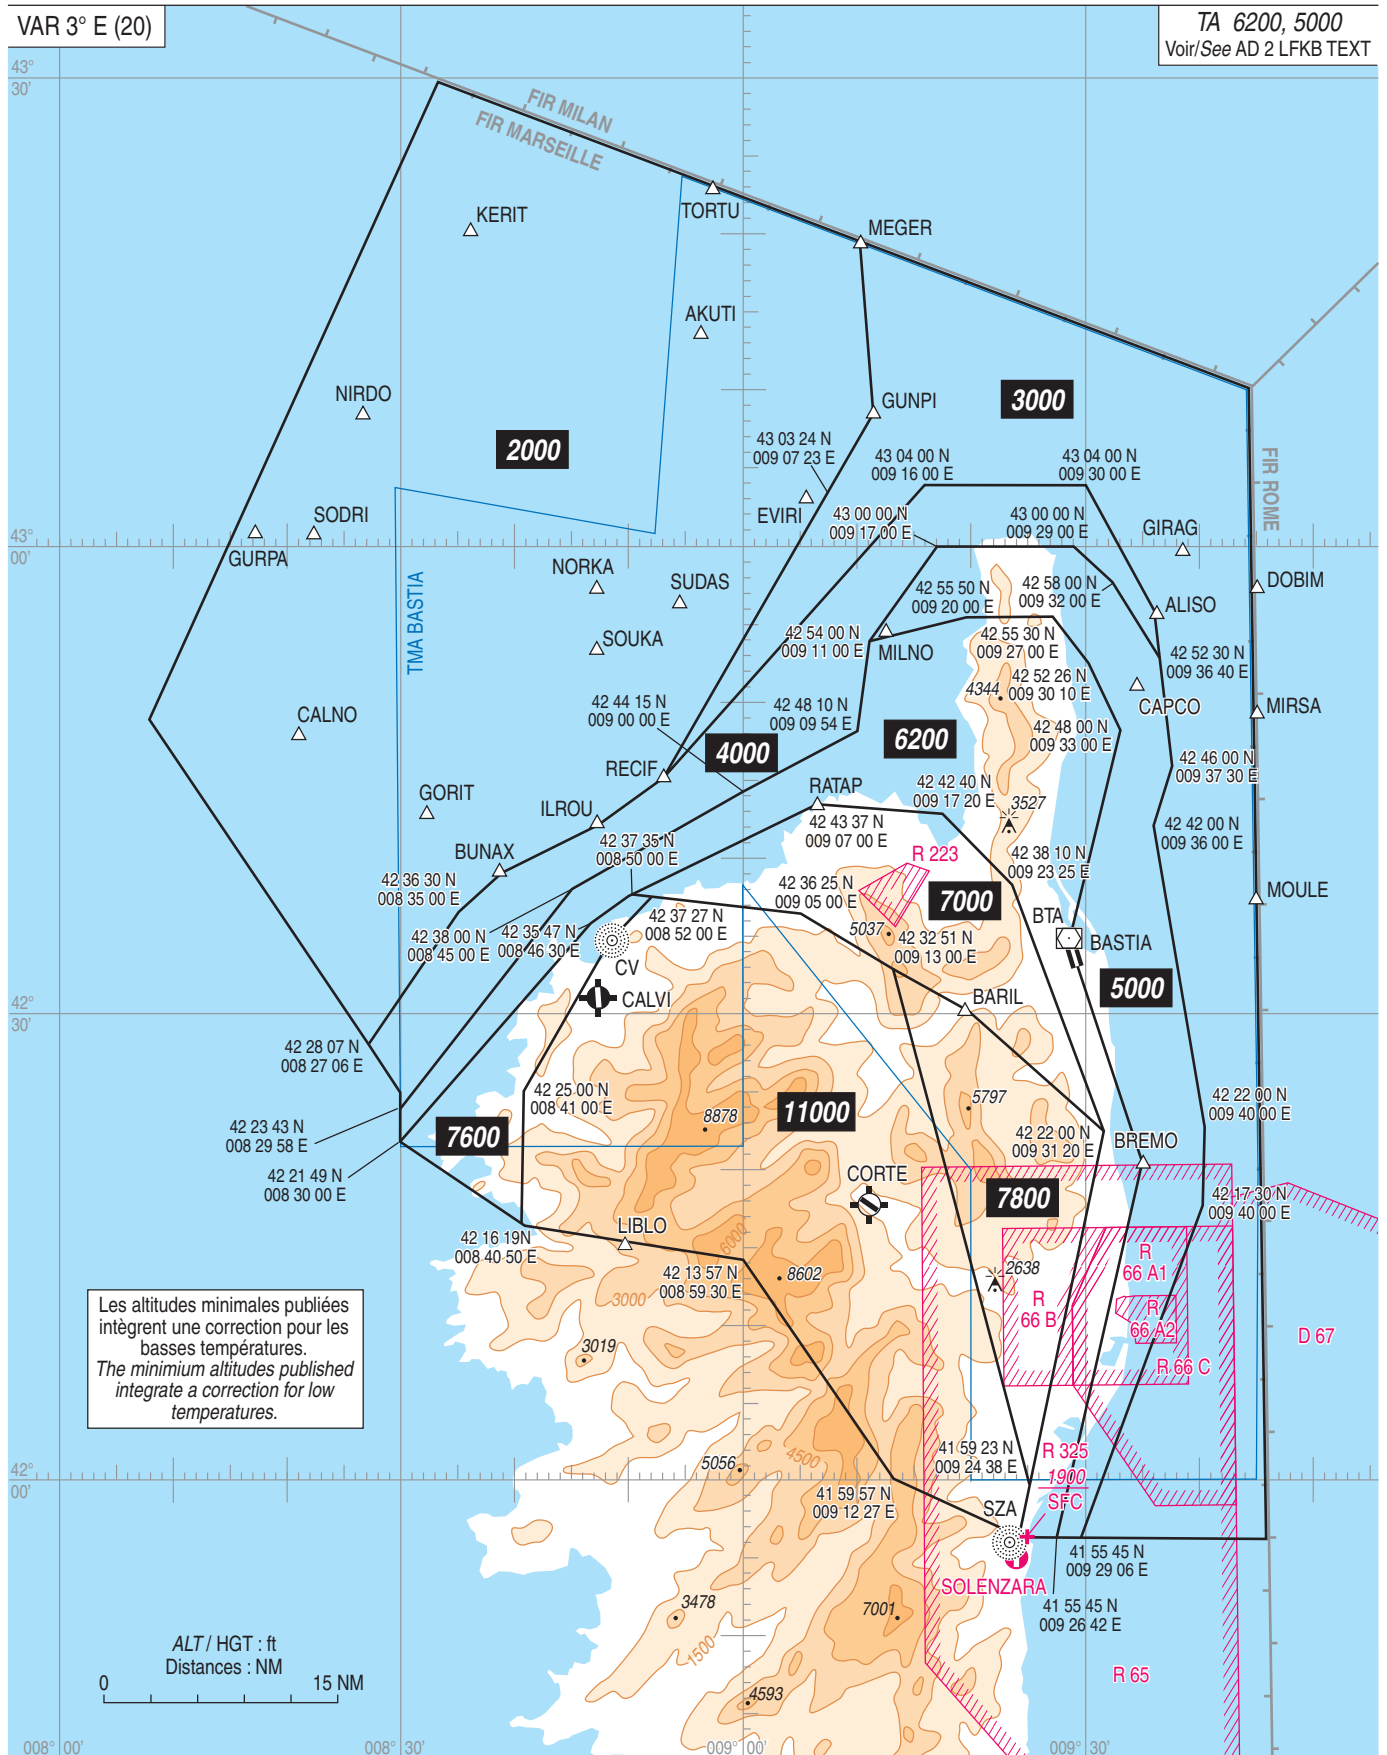 VAR 3° E (20)
TA 6200, 5000
Voir/See AD 2 LFKB TEXT
43°
30'
FIR MILAN
FIR MARSEILLE
TORTU
KERIT
MEGER
AKUTI
NIRDO
GUNPI
3000
2000
43 03 24 N
009 07 23 E
43 04 00 N
009 16 00 E
43 04 00 N
009 30 00 E
FIR ROME
EVIRI
SODRI
43 00 00 N
009 17 00 E
43 00 00 N
009 29 00 E
GIRAG
43°
00'
GURPA
NORKA
SUDAS
DOBIM
42 55 50 N
009 20 00 E
42 58 00 N
009 32 00 E
ALISO
TMA BASTIA
SOUKA
42 54 00 N
009 11 00 E
MILNO
42 55 30 N
009 27 00 E
42 52 30 N
009 36 40 E
4344
42 52 26 N
009 30 10 E
CAPCO
MIRSA
CALNO
42 44 15 N
009 00 00 E
42 48 10 N
009 09 54 E
42 48 00 N
009 33 00 E
4000
6200
42 46 00 N
009 37 30 E
RECIF
RATAP
42 42 40 N
009 17 20 E
3527
GORIT
ILROU
42 43 37 N
009 07 00 E
42 42 00 N
009 36 00 E
BUNAX
42 37 35 N
008 50 00 E
42 38 10 N
009 23 25 E
R 223
42 36 30 N
008 35 00 E
42 36 25 N
009 05 00 E
7000
MOULE
42 38 00 N
008 45 00 E
42 35 47 N
008 46 30 E
42 37 27 N
008 52 00 E
5037
42 32 51 N
009 13 00 E
BTA
BASTIA
CV
CALVI
BARIL
5000
42°
30'
42 28 07 N
008 27 06 E
42 25 00 N
008 41 00 E
5797
42 22 00 N
009 40 00 E
42 23 43 N
008 29 58 E
7600
8878
11000
42 22 00 N
009 31 20 E
BREMO
42 21 49 N
008 30 00 E
CORTE
7800
42 17 30 N
009 40 00 E
LIBLO
42 16 19N
008 40 50 E
6000
42 13 57 N
008 59 30 E
8602
2638
R
66 A1
R
66 B
R
66 A2
D 67
3000
R 66 C
3019
Les altitudes minimales publiées
intègrent une correction pour les
basses températures.
The minimium altitudes published
integrate a correction for low
temperatures.
4500
5056
41 59 23 N
009 24 38 E
R 325
1900
SFC
42°
00'
41 59 57 N
009 12 27 E
SZA
SOLENZARA
41 55 45 N
009 29 06 E
41 55 45 N
009 26 42 E
3478
7001
1500
4593
R 65
ALT / HGT : ft
Distances : NM
0
15 NM
008° 00'
008° 30'
009° 00'
009° 30'